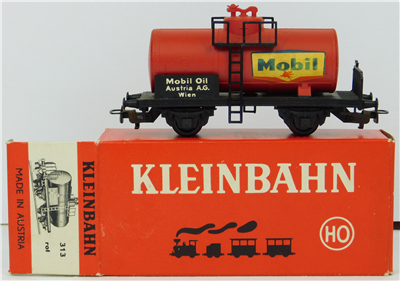 Mobil
Mobil Oil
Austria A.G.
Wien
KLEINBAHN
HO
KLEINBAHN
MADE IN AUSTRIA
313
rot